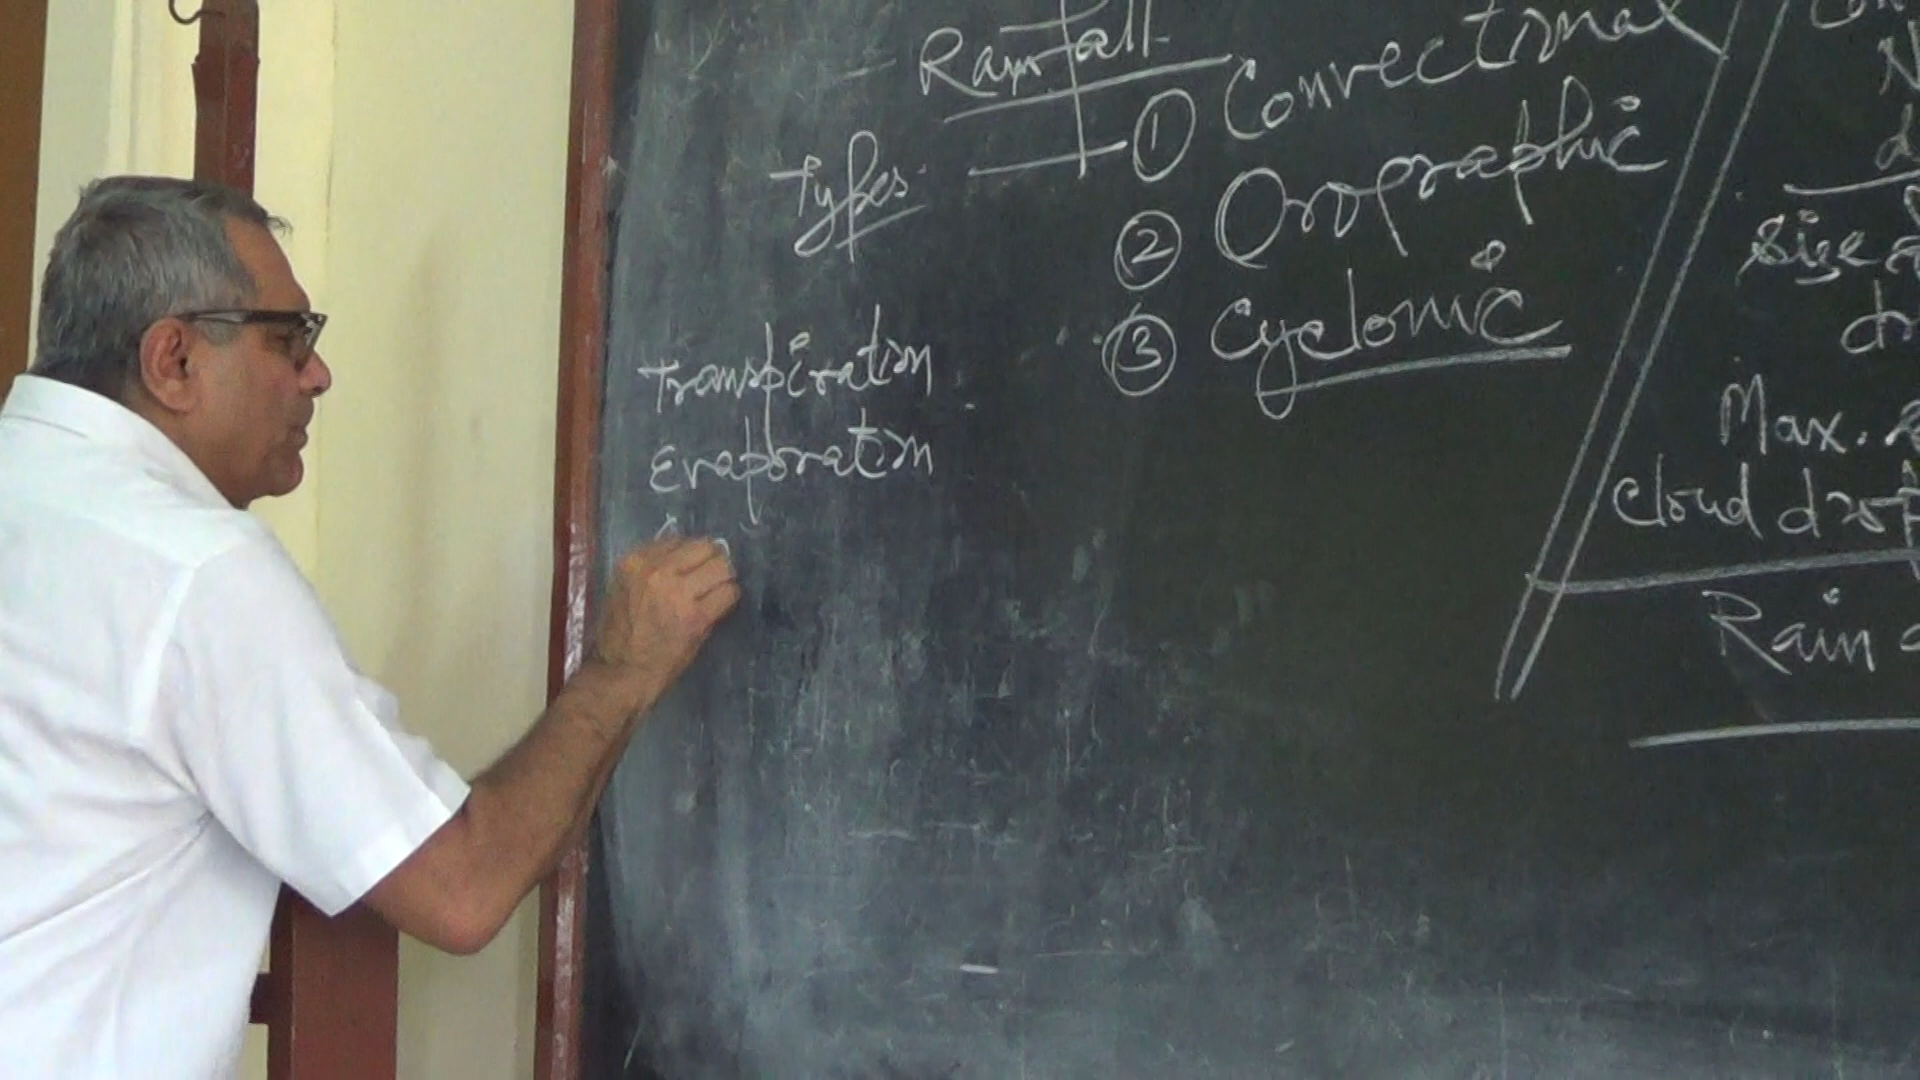 Rainfall
Types
① Convectional
② Orographic
③ Cyclonic
Transpiration
Evaporation
size
Max.
cloud drop
Rain